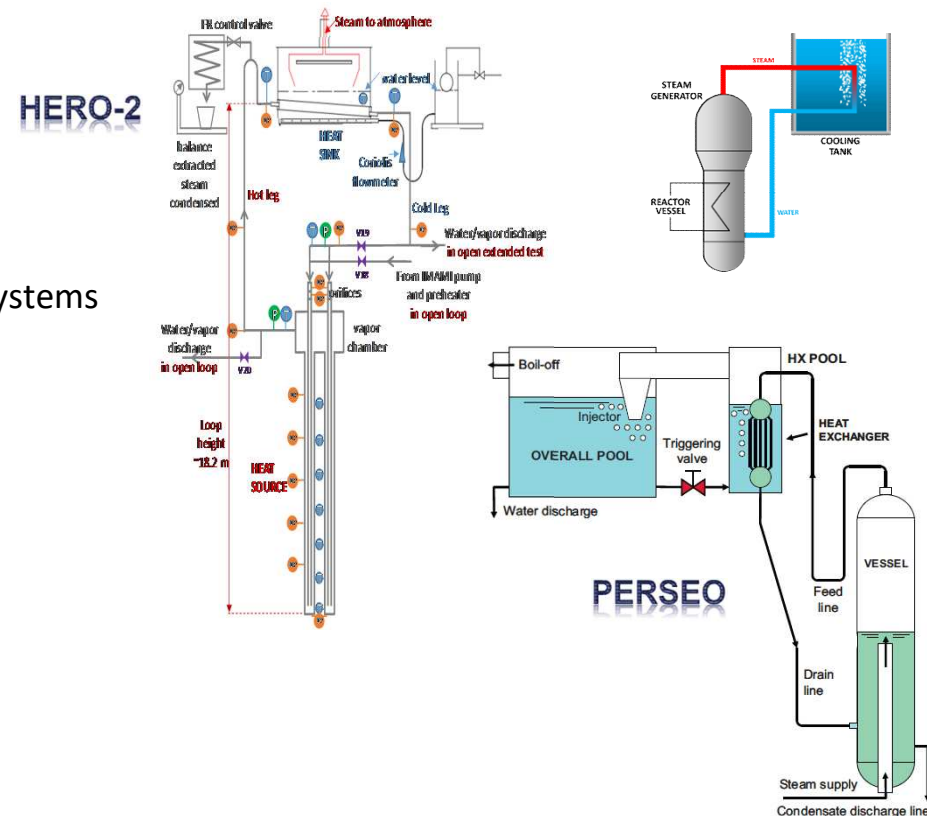 HERO-2
ystems
Steam to atmosphere
control valve
water level
balance
extracted
steam
condensed
HEAT
SINK
Coriolis
flowmeter
Hot leg
Cold Leg
V19
Water/vapor discharge
in open extended test
V18
From IMAMI pump
and preheater
in open loop
orifices
P
P
vapor
chamber
Water/vapor
discharge
in open loop
V20
Loop
height
~18.2 m
HEAT
SOURCE
STEAM
STEAM
GENERATOR
COOLING
TANK
REACTOR
VESSEL
WATER
PERSEO
Boil-off
Injector
OVERALL POOL
Triggering
valve
Water discharge
HX POOL
HEAT
EXCHANGER
VESSEL
Feed
line
Drain
line
Steam supply
Condensate discharge line